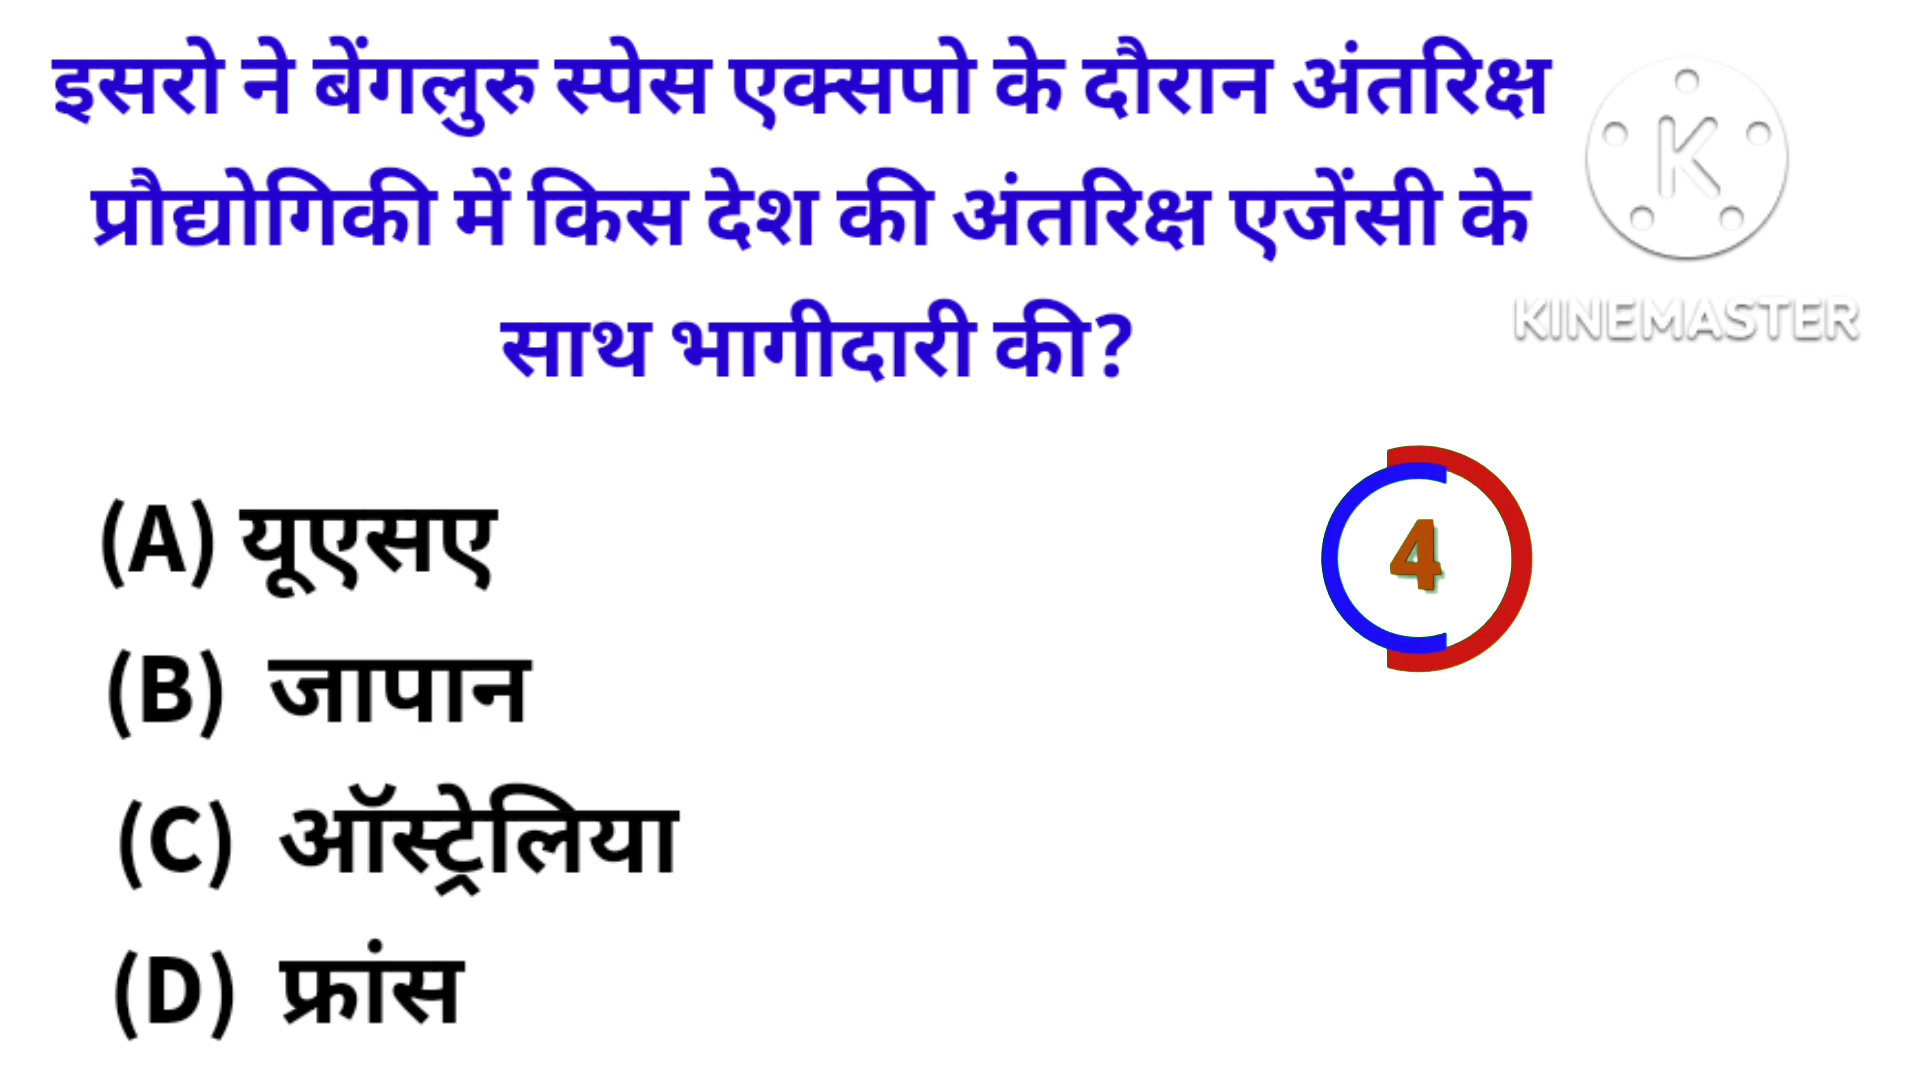 इसरो ने बेंगलुरु स्पेस एक्सपो के दौरान अंतरिक्ष
प्रौद्योगिकी में किस देश की अंतरिक्ष एजेंसी के
साथ भागीदारी की?
K
KINEMASTER
4
(A) यूएसए
(B) जापान
(C) ऑस्ट्रेलिया
(D) फ्रांस